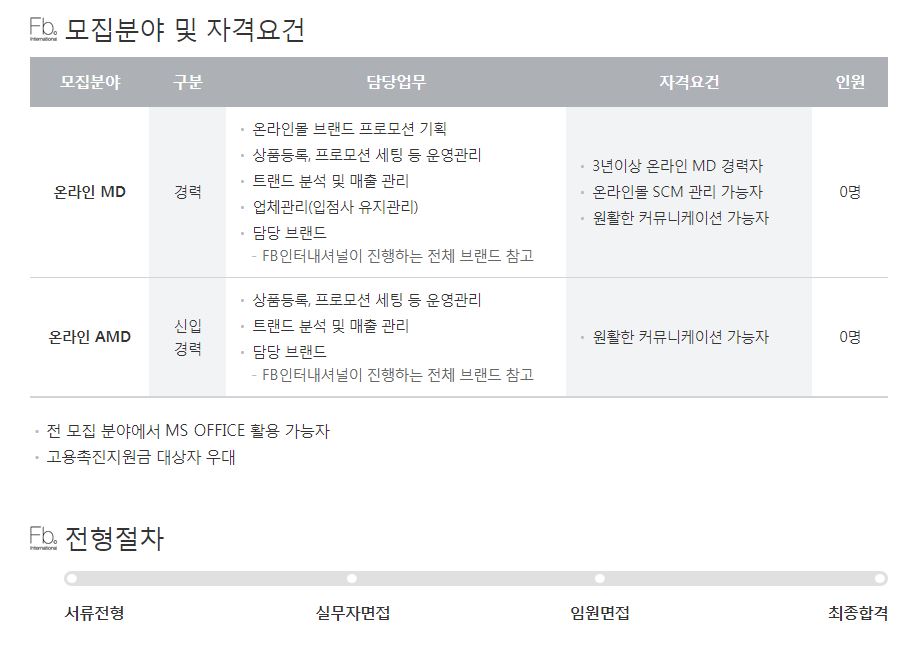 Fb. International 모집분야 및 자격요건
모집분야 구분 담당업무 자격요건 인원
온라인 MD
경력
· 온라인몰 브랜드 프로모션 기획
· 상품등록, 프로모션 세팅 등 운영관리
· 트랜드 분석 및 매출 관리
· 업체관리(입점사 유지관리)
· 담당 브랜드
- FB인터내셔널이 진행하는 전체 브랜드 참고
· 3년이상 온라인 MD 경력자
· 온라인몰 SCM 관리 가능자
· 원활한 커뮤니케이션 가능자
0명
온라인 AMD
신입
경력
· 상품등록, 프로모션 세팅 등 운영관리
· 트랜드 분석 및 매출 관리
· 담당 브랜드
- FB인터내셔널이 진행하는 전체 브랜드 참고
· 원활한 커뮤니케이션 가능자
0명
· 전 모집 분야에서 MS OFFICE 활용 가능자
· 고용촉진지원금 대상자 우대
Fb. International 전형절차
서류전형 실무자면접 임원면접 최종합격